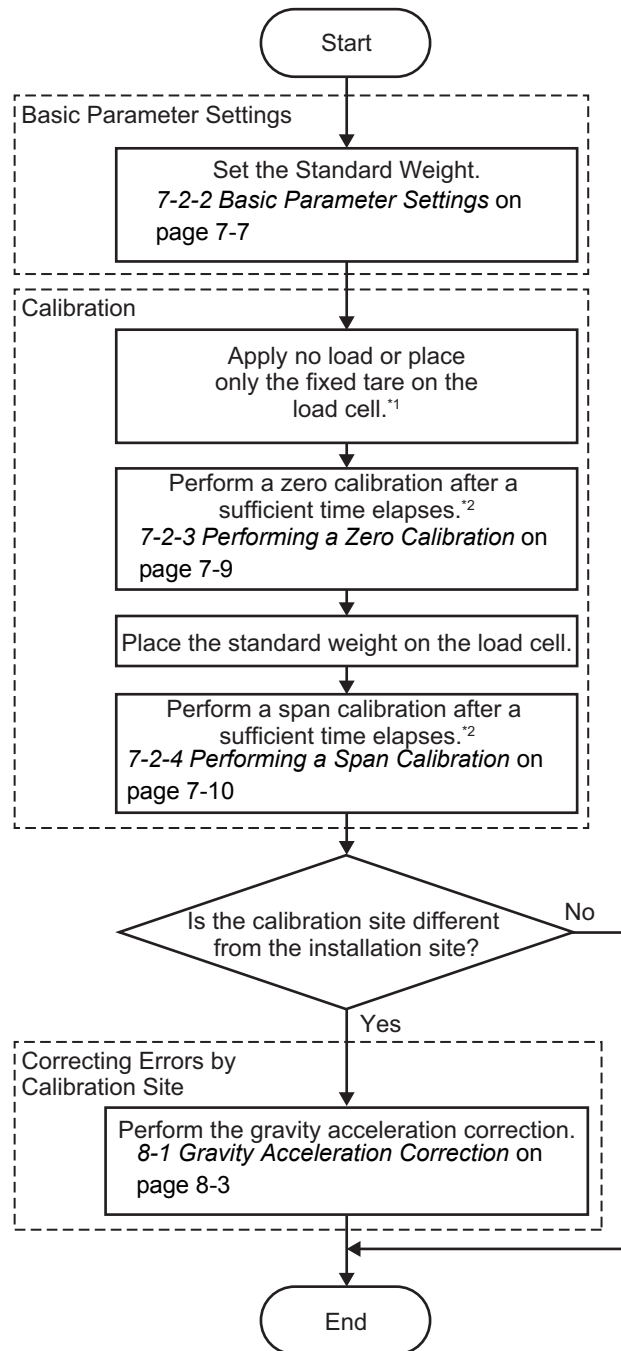 Start
Basic Parameter Settings
Set the Standard Weight.
7-2-2 Basic Parameter Settings on
page 7-7
Calibration
Apply no load or place
only the fixed tare on the
load cell.*1
Perform a zero calibration after a
sufficient time elapses.*2
7-2-3 Performing a Zero Calibration on
page 7-9
Place the standard weight on the load cell.
Perform a span calibration after a
sufficient time elapses.*2
7-2-4 Performing a Span Calibration on
page 7-10
Is the calibration site different
from the installation site?
No
Yes
Correcting Errors by
Calibration Site
Perform the gravity acceleration correction.
8-1 Gravity Acceleration Correction on
page 8-3
End